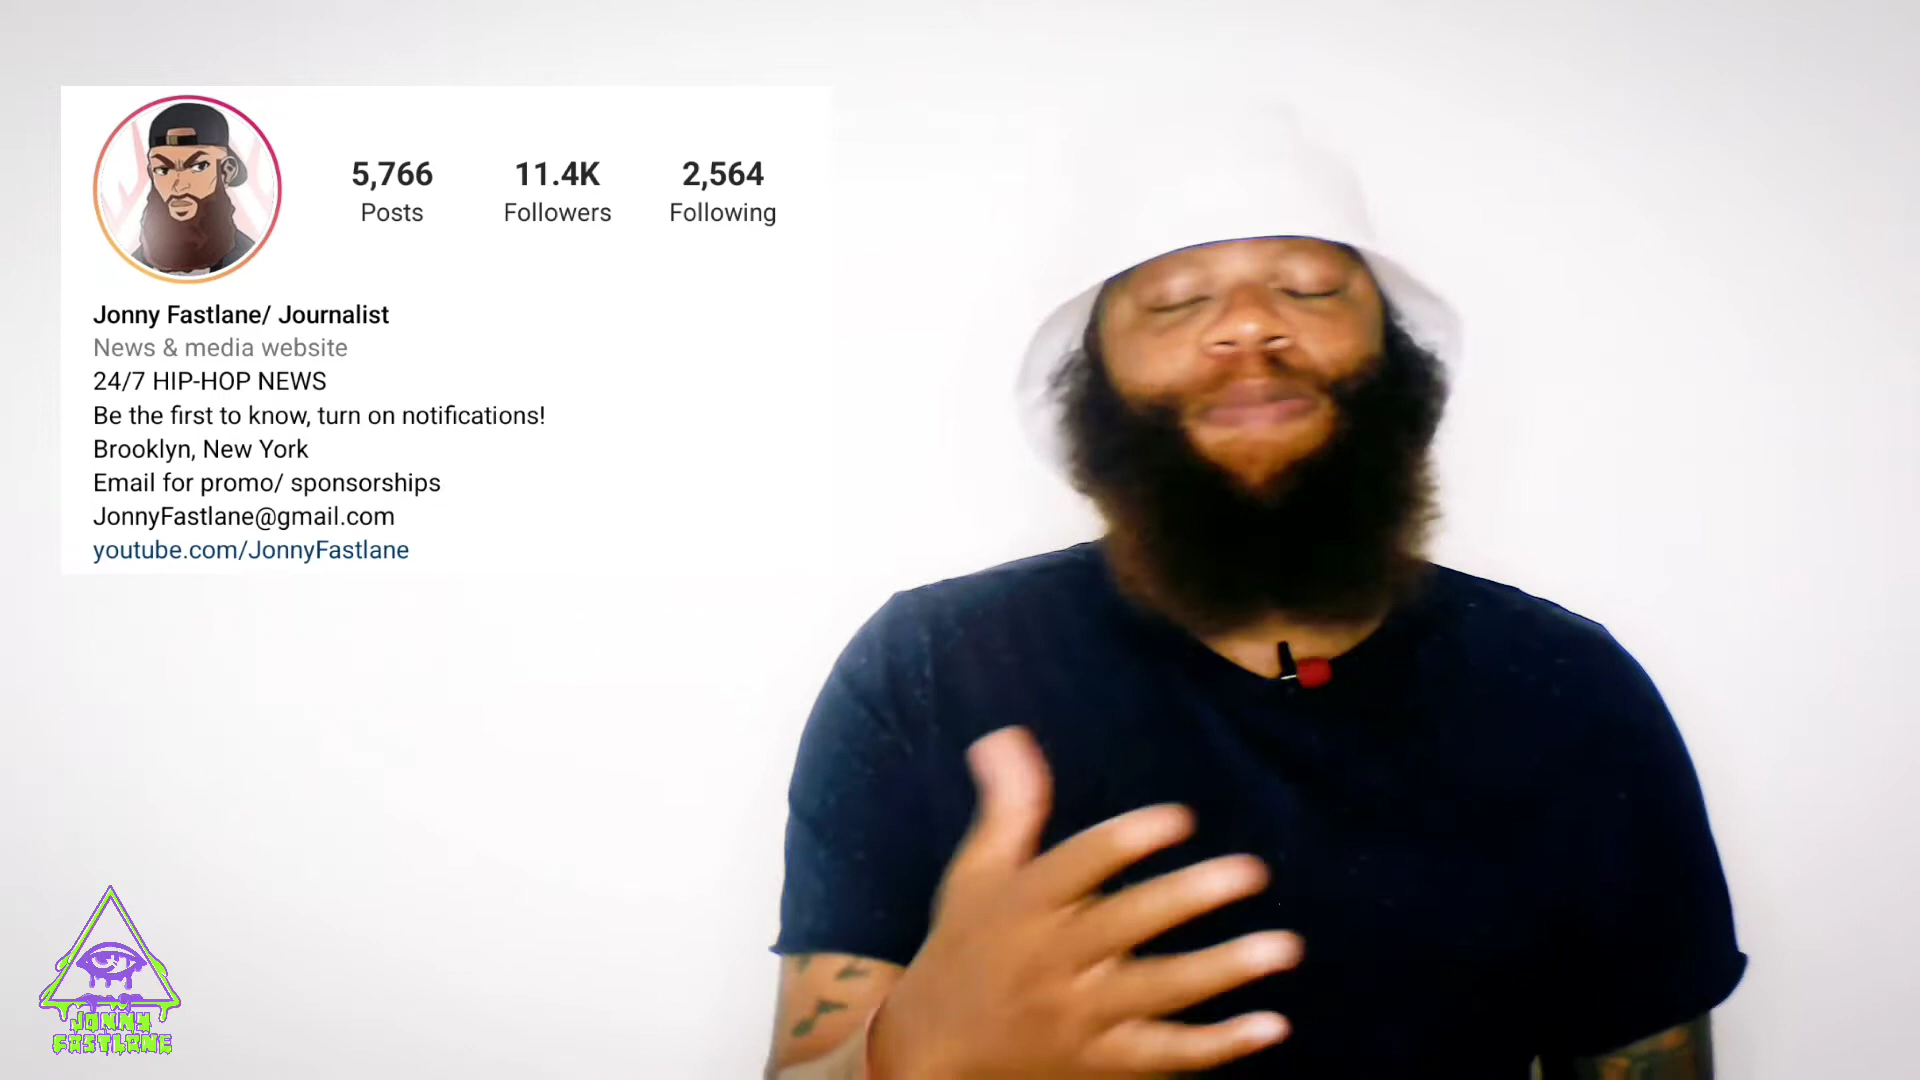 5,766 11.4K 2,564
Posts Followers Following
Jonny Fastlane/ Journalist
News & media website
24/7 HIP-HOP NEWS
Be the first to know, turn on notifications!
Brooklyn, New York
Email for promo/ sponsorships
JonnyFastlane@gmail.com
youtube.com/JonnyFastlane
JONNY
FASTLANE